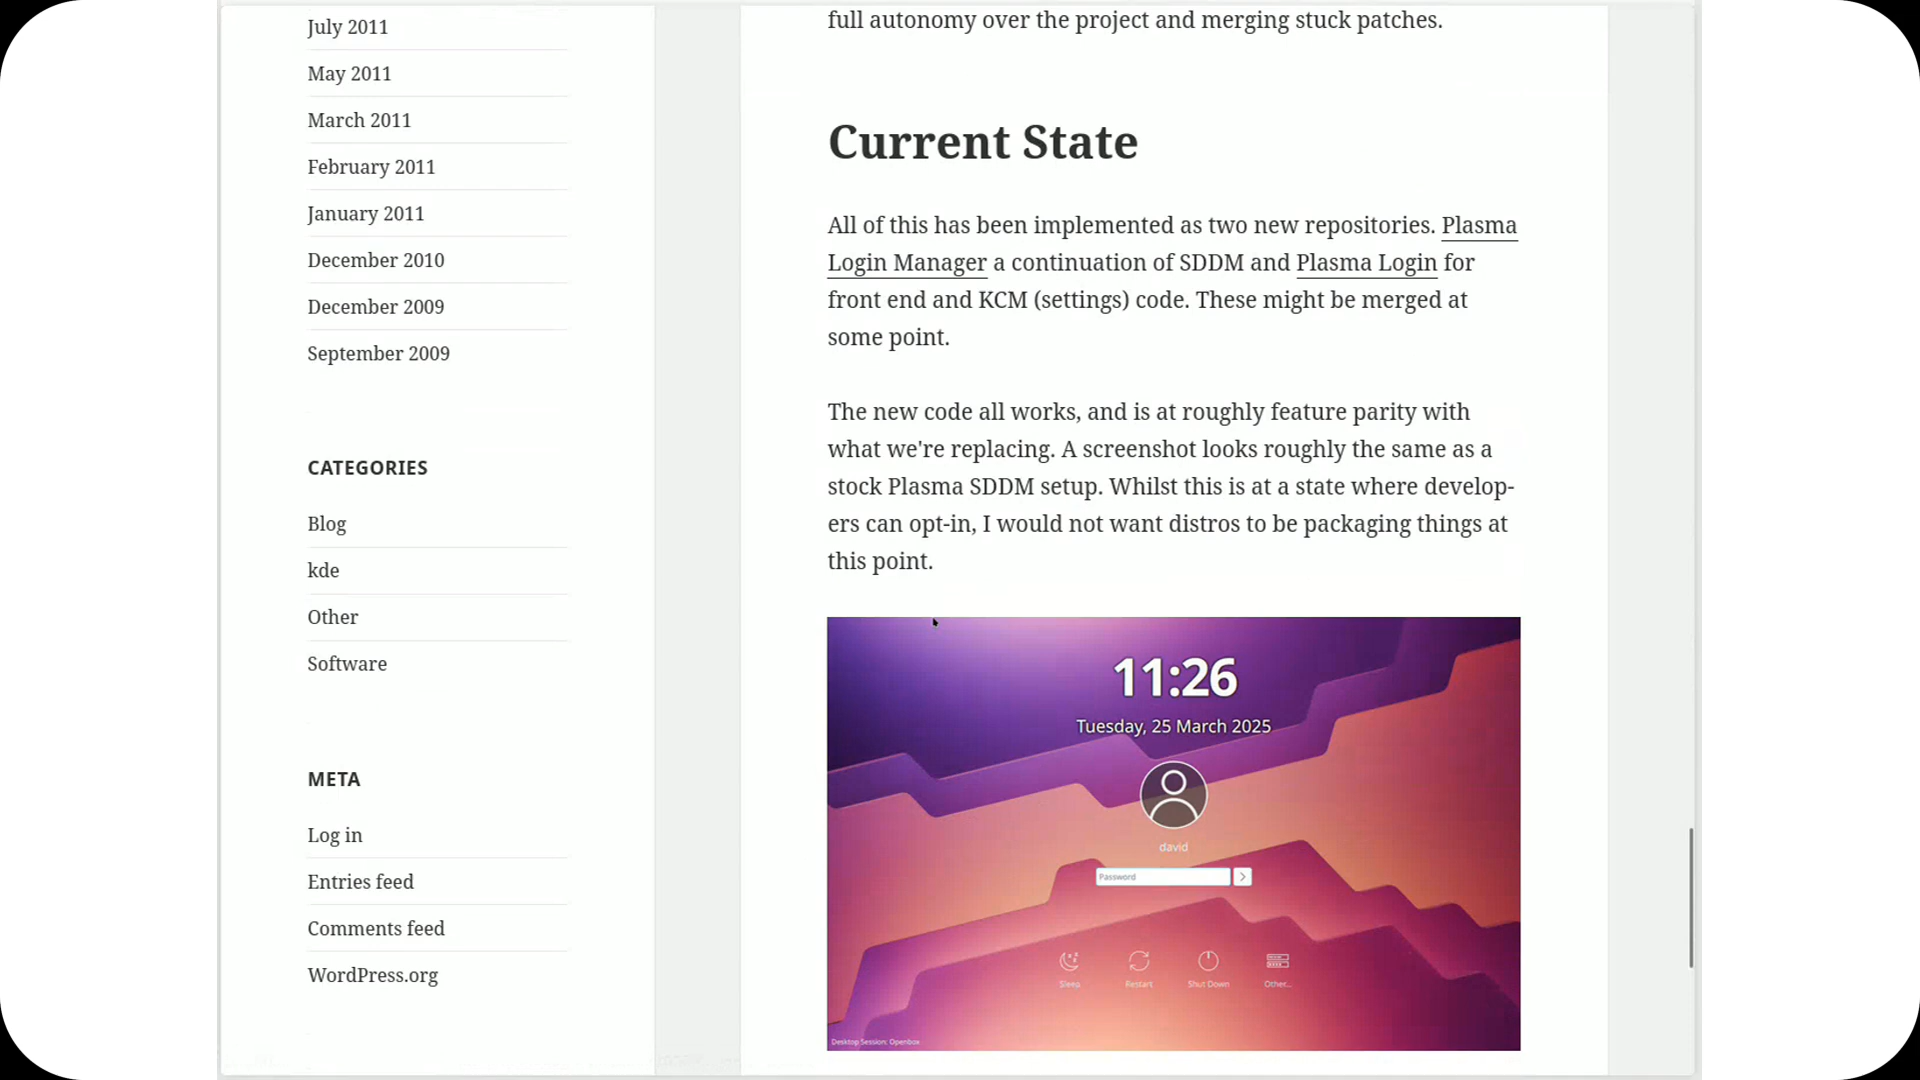 July 2011
May 2011
March 2011
February 2011
January 2011
December 2010
December 2009
September 2009
CATEGORIES
Blog
kde
Other
Software
META
Log in
Entries feed
Comments feed
WordPress.org
full autonomy over the project and merging stuck patches.
Current State
All of this has been implemented as two new repositories. Plasma
Login Manager a continuation of SDDM and Plasma Login for
front end and KCM (settings) code. These might be merged at
some point.
The new code all works, and is at roughly feature parity with
what we're replacing. A screenshot looks roughly the same as a
stock Plasma SDDM setup. Whilst this is at a state where develop-
ers can opt-in, I would not want distros to be packaging things at
this point.
11:26
Tuesday, 25 March 2025
david
Password
Sleep
Restart
Shut Down
Other...
Desktop Session: Openbox